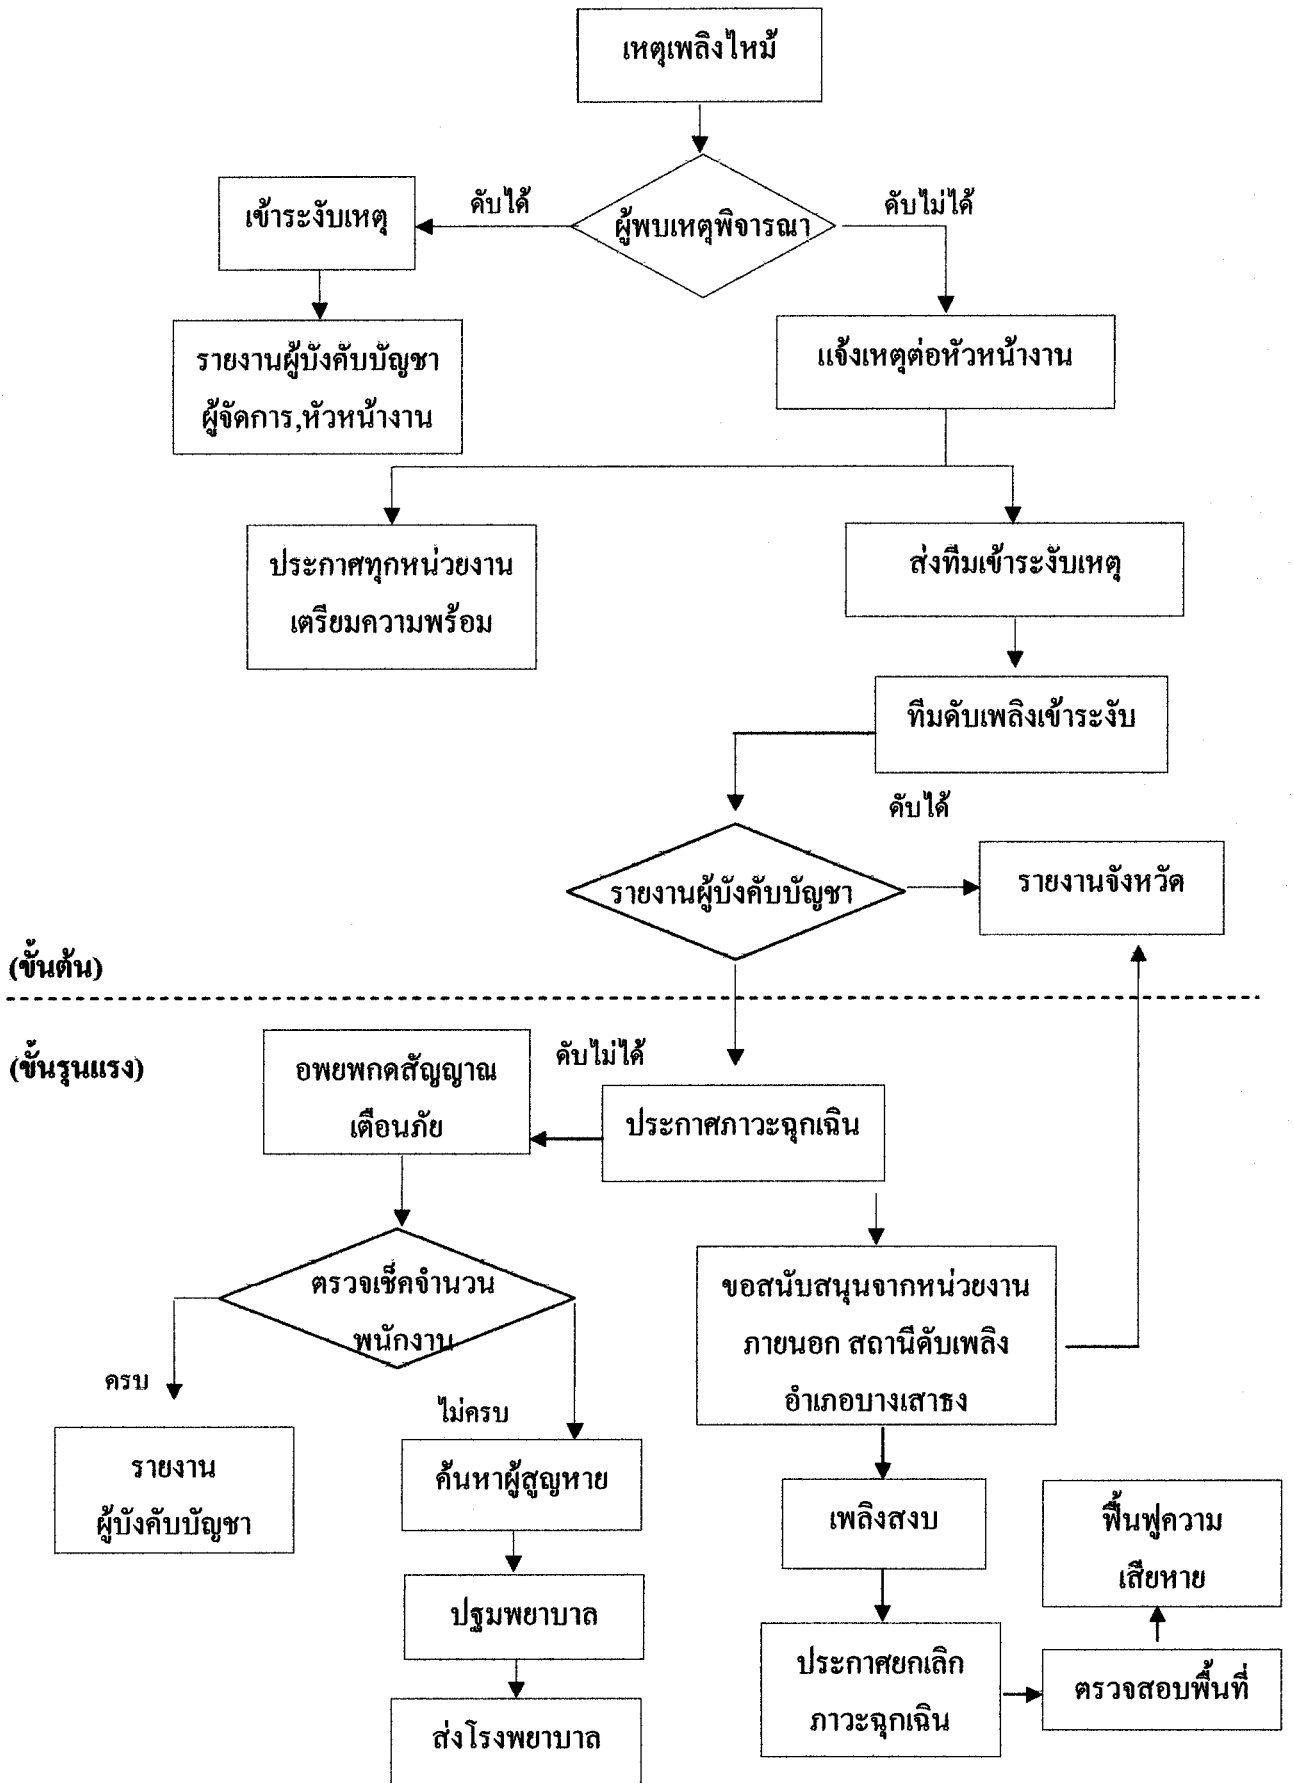 เหตุเพลิงไหม้
ดับได้
ดับไม่ได้
เข้าระงับเหตุ
ผู้พบเหตุพิจารณา
รายงานผู้บังคับบัญชา
ผู้จัดการ,หัวหน้างาน
แจ้งเหตุต่อหัวหน้างาน
ประกาศทุกหน่วยงาน
เตรียมความพร้อม
ส่งทีมเข้าระงับเหตุ
ทีมดับเพลิงเข้าระงับ
ดับได้
รายงานผู้บังคับบัญชา
รายงานจังหวัด
(ขั้นต้น)
(ขั้นรุนแรง)
ดับไม่ได้
อพยพกดสัญญาณ
เตือนภัย
ประกาศภาวะฉุกเฉิน
ตรวจเช็คจำนวน
พนักงาน
ขอสนับสนุนจากหน่วยงาน
ภายนอก สถานีดับเพลิง
อำเภอบางเสาธง
ครบ
ไม่ครบ
รายงาน
ผู้บังคับบัญชา
ค้นหาผู้สูญหาย
เพลิงสงบ
ฟื้นฟูความ
เสียหาย
ปฐมพยาบาล
ประกาศยกเลิก
ภาวะฉุกเฉิน
ตรวจสอบพื้นที่
ส่งโรงพยาบาล